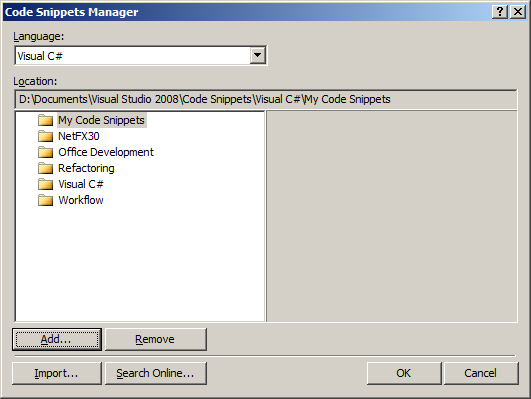 Code Snippets Manager
Language:
Visual C#
Location:
D:\Documents\Visual Studio 2008\Code Snippets\Visual C#\My Code Snippets
My Code Snippets
NetFX30
Office Development
Refactoring
Visual C#
Workflow
Add... Remove
Import... Search Online... OK Cancel